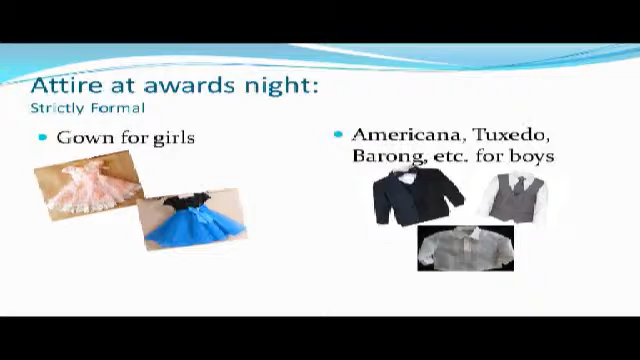 Attire at awards night:
Strictly Formal
• Gown for girls
• Americana, Tuxedo,
Barong, etc. for boys